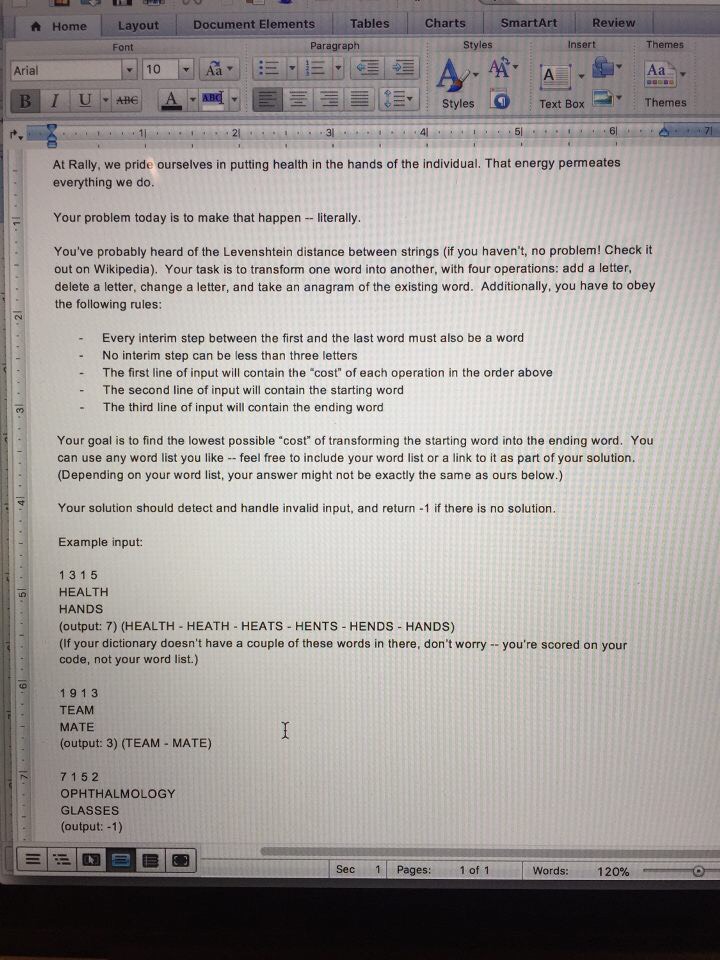 Home Layout Document Elements Tables Charts SmartArt Review
Font Paragraph Styles Insert Themes
Arial 10 Aa A Aa
B I U ABC A ABC Styles Text Box Themes
1 2 3 4 5 6 7
At Rally, we pride ourselves in putting health in the hands of the individual. That energy permeates
everything we do.
Your problem today is to make that happen -- literally.
You've probably heard of the Levenshtein distance between strings (if you haven't, no problem! Check it
out on Wikipedia). Your task is to transform one word into another, with four operations: add a letter,
delete a letter, change a letter, and take an anagram of the existing word. Additionally, you have to obey
the following rules:
- Every interim step between the first and the last word must also be a word
- No interim step can be less than three letters
- The first line of input will contain the "cost" of each operation in the order above
- The second line of input will contain the starting word
- The third line of input will contain the ending word
Your goal is to find the lowest possible "cost" of transforming the starting word into the ending word. You
can use any word list you like -- feel free to include your word list or a link to it as part of your solution.
(Depending on your word list, your answer might not be exactly the same as ours below.)
Your solution should detect and handle invalid input, and return -1 if there is no solution.
Example input:
1 3 1 5
HEALTH
HANDS
(output: 7) (HEALTH - HEATH - HEATS - HENTS - HENDS - HANDS)
(If your dictionary doesn't have a couple of these words in there, don't worry -- you're scored on your
code, not your word list.)
1 9 1 3
TEAM
MATE
(output: 3) (TEAM - MATE)
7 1 5 2
OPHTHALMOLOGY
GLASSES
(output: -1)
Sec 1 Pages: 1 of 1 Words: 120%